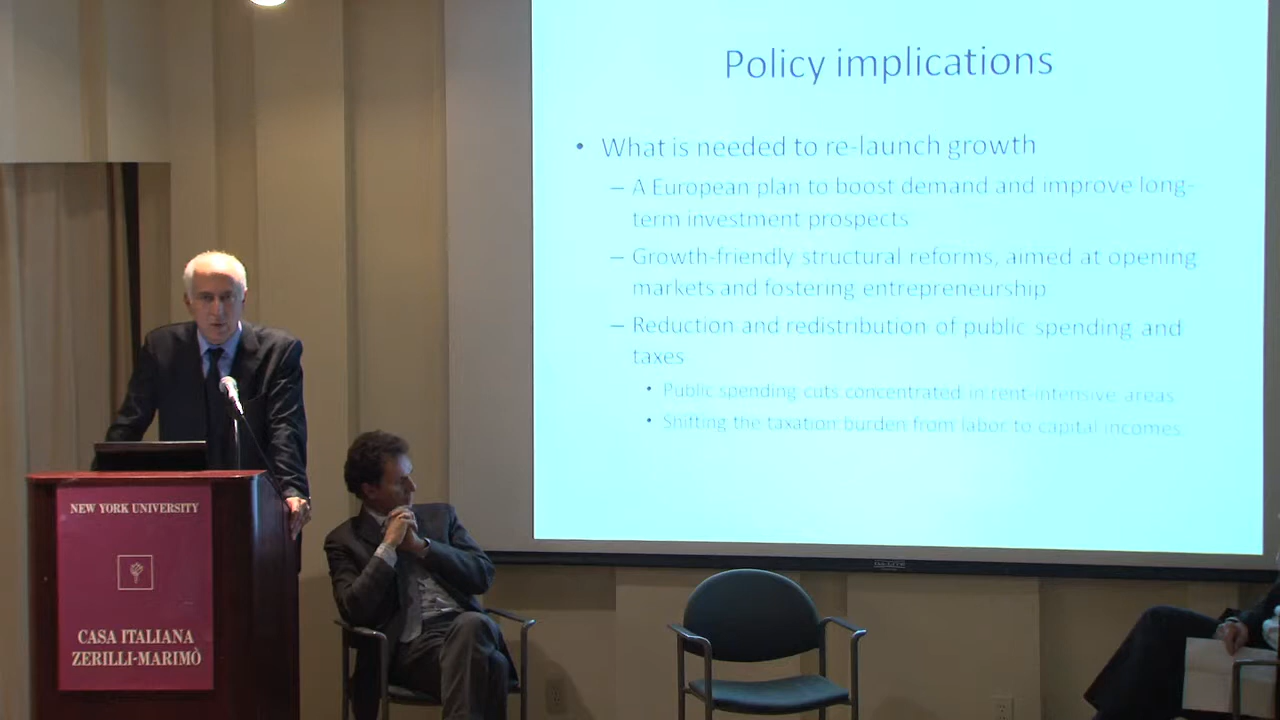 Policy implications
• What is needed to re-launch growth
– A European plan to boost demand and improve long-
term investment prospects
– Growth-friendly structural reforms, aimed at opening
markets and fostering entrepreneurship
– Reduction and redistribution of public spending and
taxes
• Public spending cuts concentrated in rent-intensive areas
• Shifting the taxation burden from labor to capital incomes
NEW YORK UNIVERSITY
CASA ITALIANA
ZERILLI-MARIMÒ